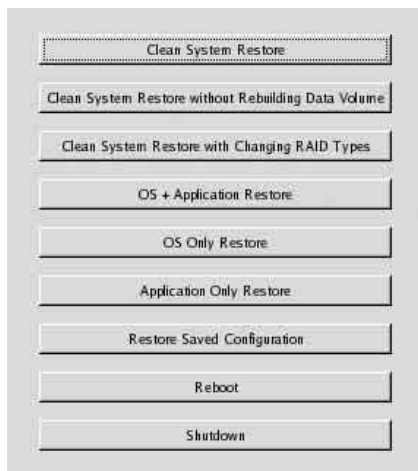 Clean System Restore
Clean System Restore without Rebuilding Data Volume
Clean System Restore with Changing RAID Types
OS + Application Restore
OS Only Restore
Application Only Restore
Restore Saved Configuration
Reboot
Shutdown